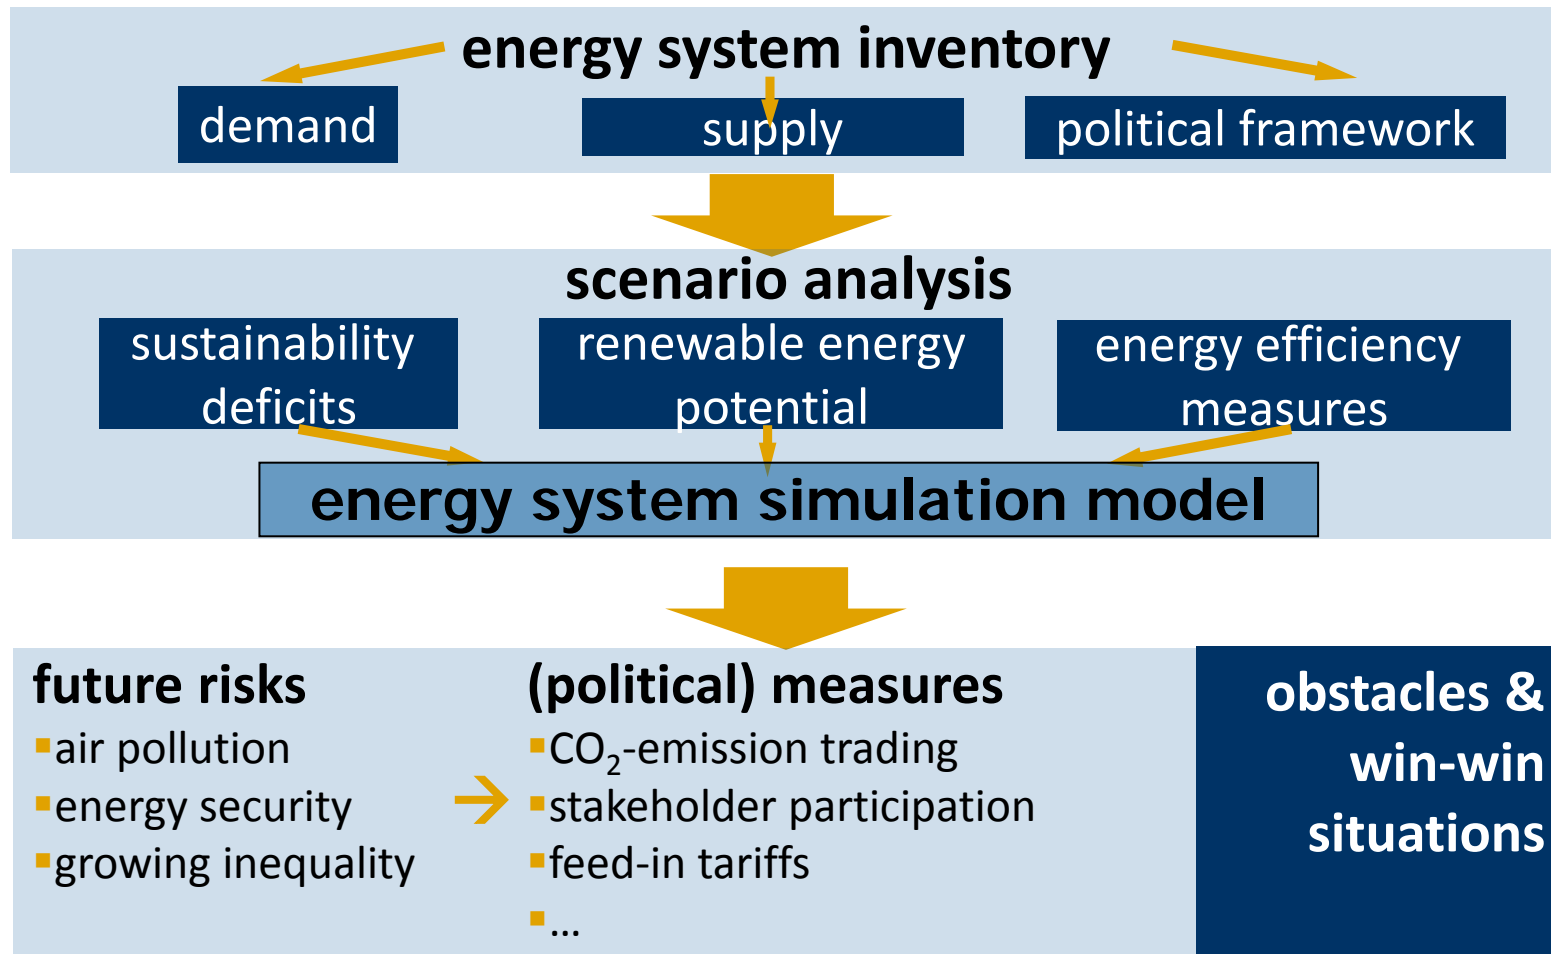 energy system inventory
demand
supply
political framework
scenario analysis
sustainability
deficits
renewable energy
potential
energy efficiency
measures
energy system simulation model
future risks
▪air pollution
▪energy security
▪growing inequality
→
(political) measures
▪CO₂-emission trading
▪stakeholder participation
▪feed-in tariffs
▪...
obstacles &
win-win
situations